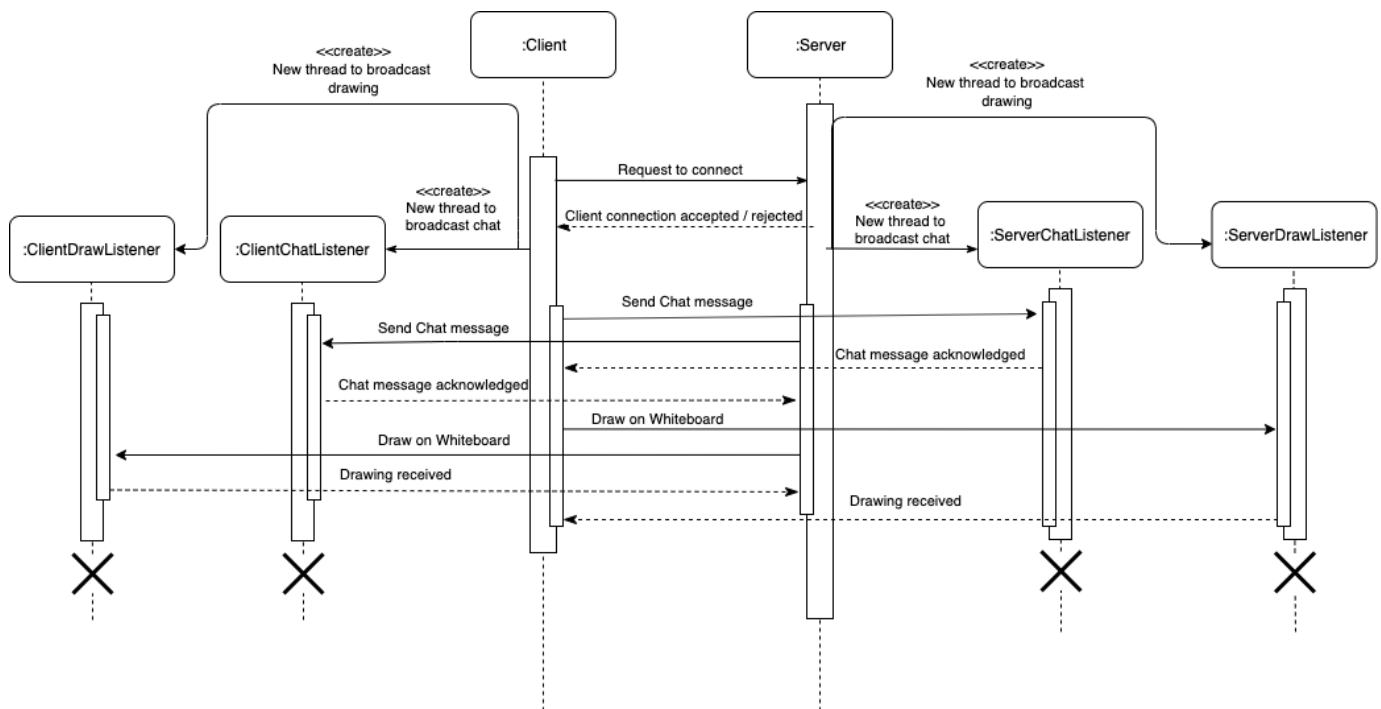 :Client
:Server
<<create>>
New thread to broadcast
drawing
<<create>>
New thread to broadcast
drawing
Request to connect
<<create>>
New thread to
broadcast chat
Client connection accepted / rejected
<<create>>
New thread to
broadcast chat
:ClientDrawListener
:ClientChatListener
:ServerChatListener
:ServerDrawListener
Send Chat message
Send Chat message
Chat message acknowledged
Chat message acknowledged
Draw on Whiteboard
Draw on Whiteboard
Drawing received
Drawing received